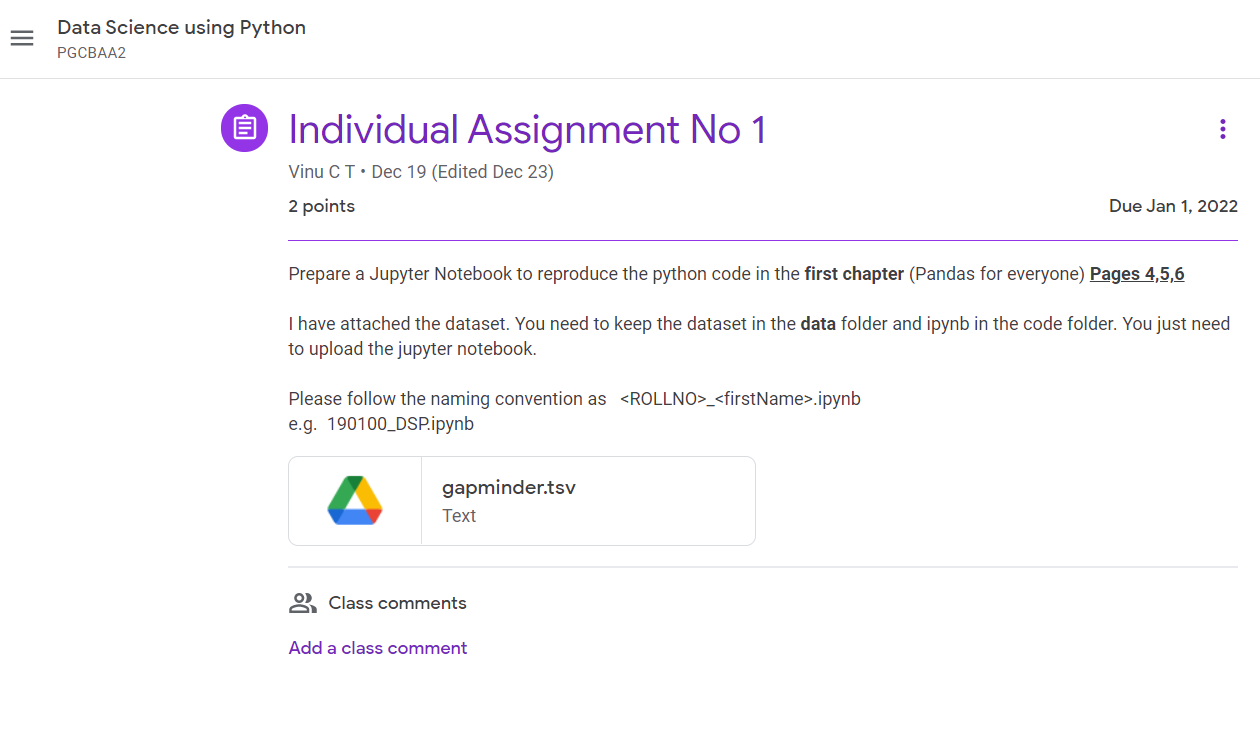 Data Science using Python
PGCBAA2
Individual Assignment No 1
Vinu C T • Dec 19 (Edited Dec 23)
2 points
Due Jan 1, 2022
Prepare a Jupyter Notebook to reproduce the python code in the first chapter (Pandas for everyone) Pages 4,5,6
I have attached the dataset. You need to keep the dataset in the data folder and ipynb in the code folder. You just need
to upload the jupyter notebook.
Please follow the naming convention as <ROLLNO>_<firstName>.ipynb
e.g. 190100_DSP.ipynb
gapminder.tsv
Text
Class comments
Add a class comment